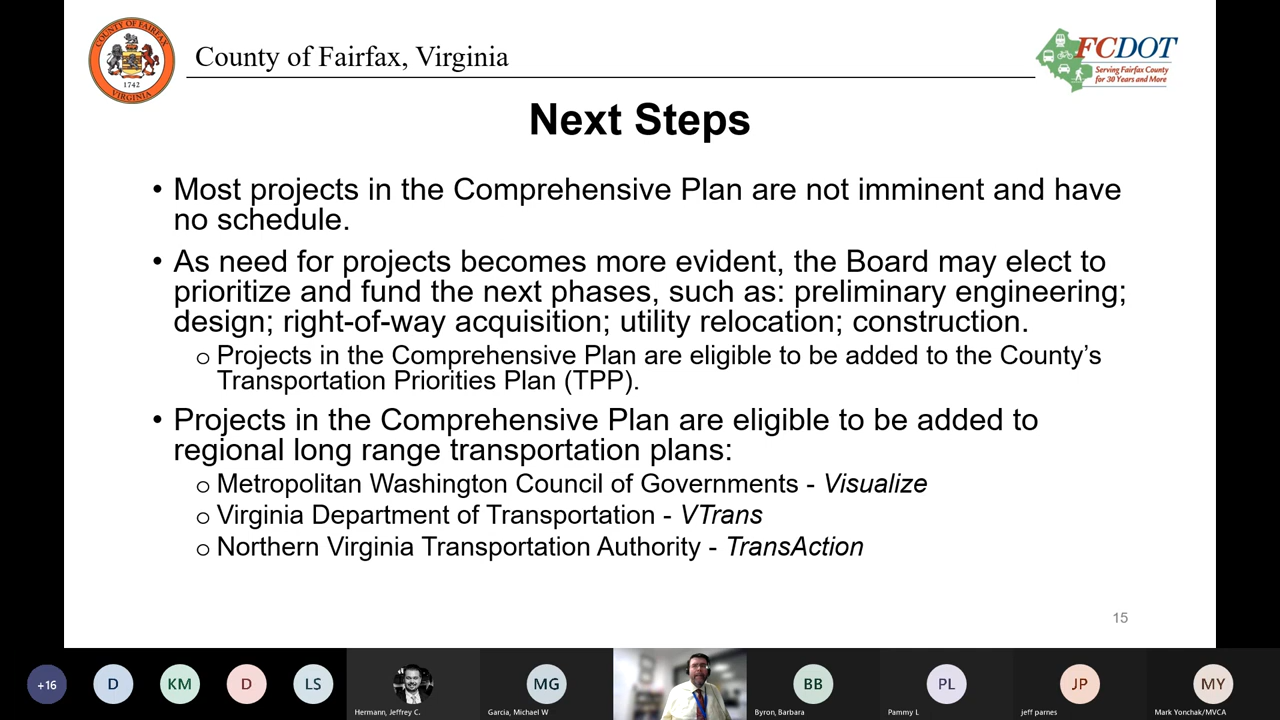 COUNTY OF FAIRFAX
1742
VIRGINIA
County of Fairfax, Virginia
FCDOT
Serving Fairfax County
for 30 Years and More
Next Steps
• Most projects in the Comprehensive Plan are not imminent and have
no schedule.
• As need for projects becomes more evident, the Board may elect to
prioritize and fund the next phases, such as: preliminary engineering;
design; right-of-way acquisition; utility relocation; construction.
o Projects in the Comprehensive Plan are eligible to be added to the County’s
Transportation Priorities Plan (TPP).
• Projects in the Comprehensive Plan are eligible to be added to
regional long range transportation plans:
o Metropolitan Washington Council of Governments - Visualize
o Virginia Department of Transportation - VTrans
o Northern Virginia Transportation Authority - TransAction
15
+16
D
KM
D
LS
Hermann, Jeffrey C.
MG
Garcia, Michael W
BB
Byron, Barbara
PL
Pammy L
JP
jeff parnes
MY
Mark Yonchak/MVCA